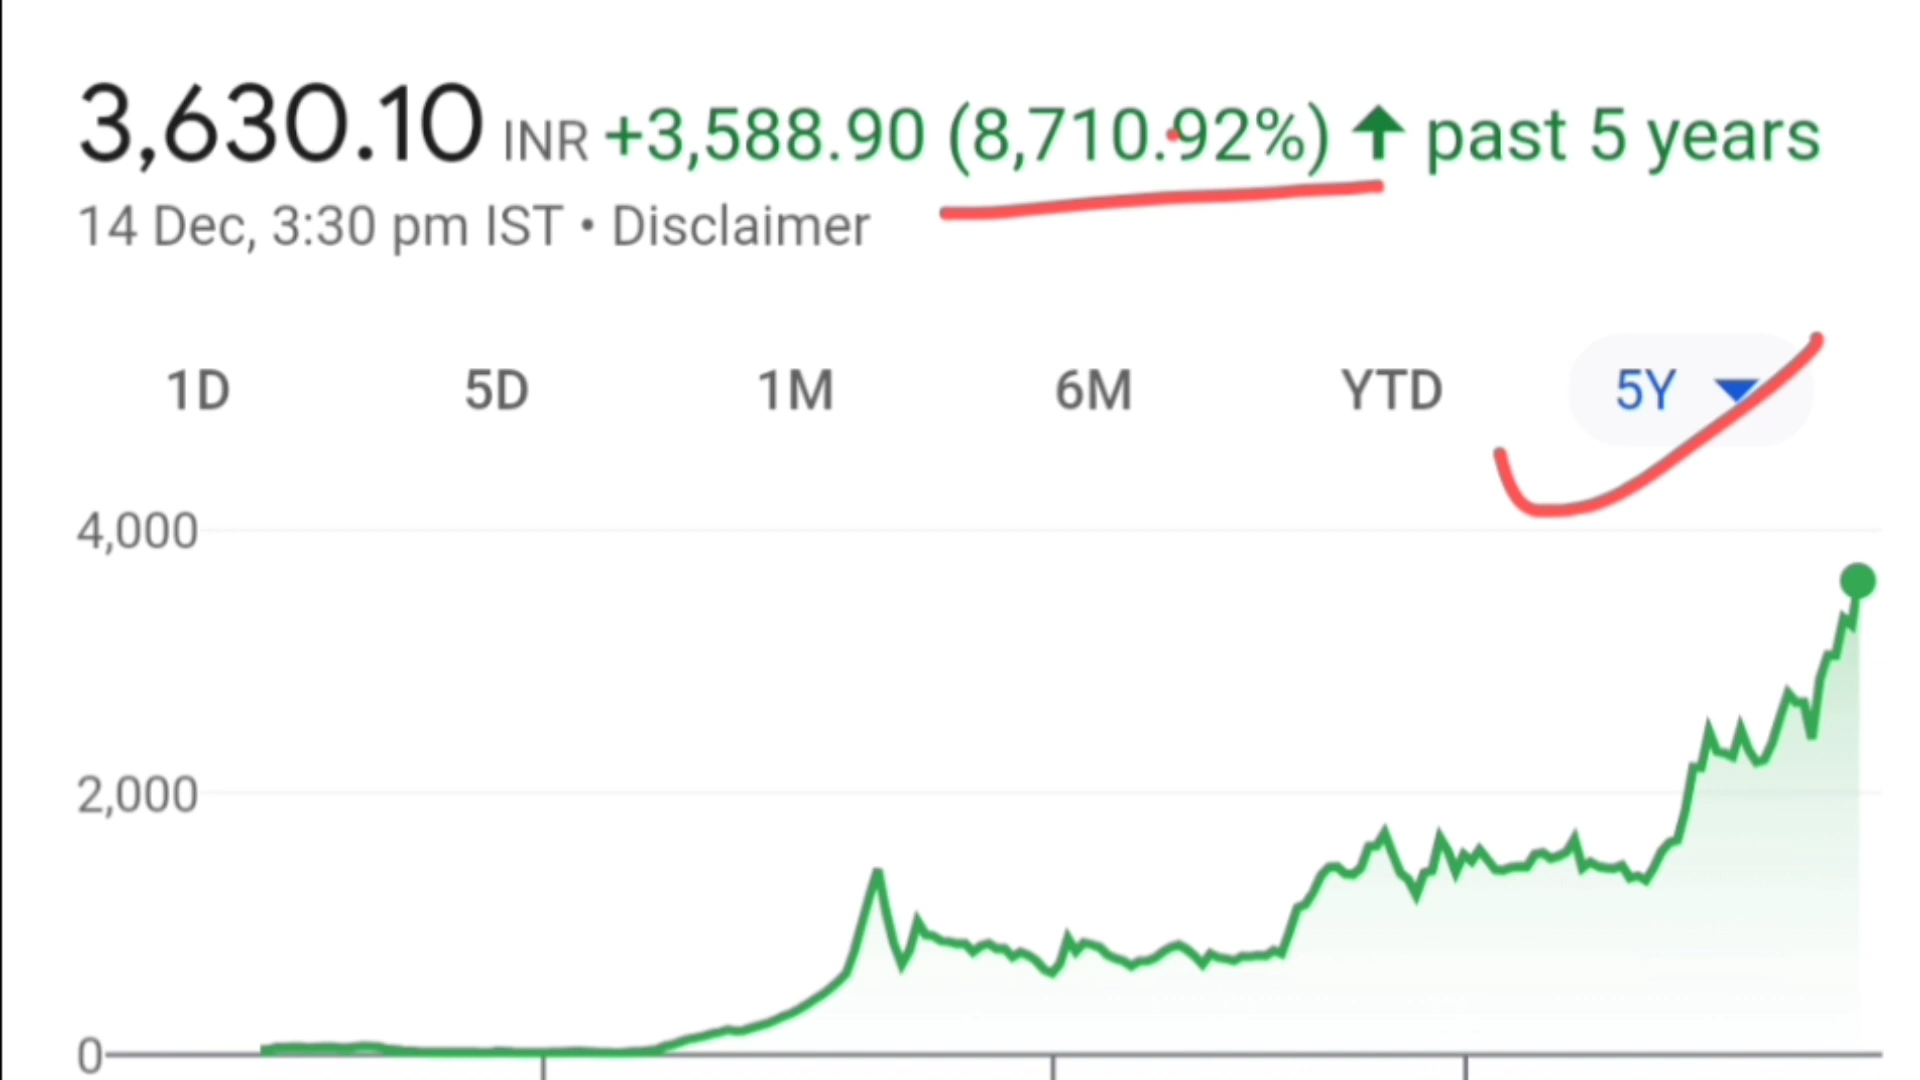 3,630.10 INR +3,588.90 (8,710.92%) ↑ past 5 years
14 Dec, 3:30 pm IST • Disclaimer
1D 5D 1M 6M YTD 5Y
4,000
2,000
0